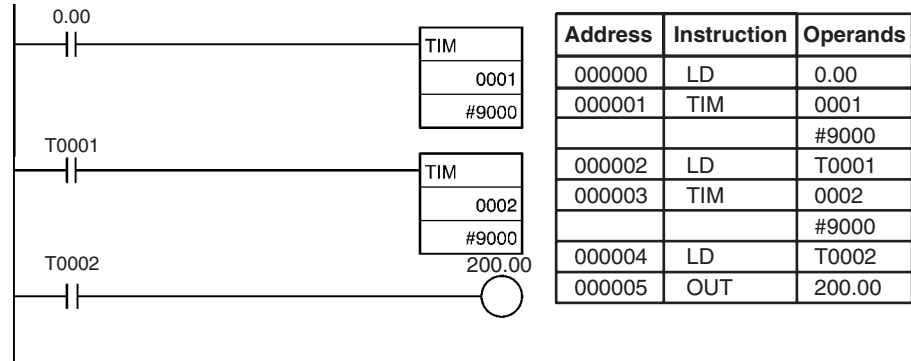 0.00
TIM
0001
#9000
T0001
TIM
0002
#9000
T0002
200.00
Address Instruction Operands
000000 LD 0.00
000001 TIM 0001
#9000
000002 LD T0001
000003 TIM 0002
#9000
000004 LD T0002
000005 OUT 200.00